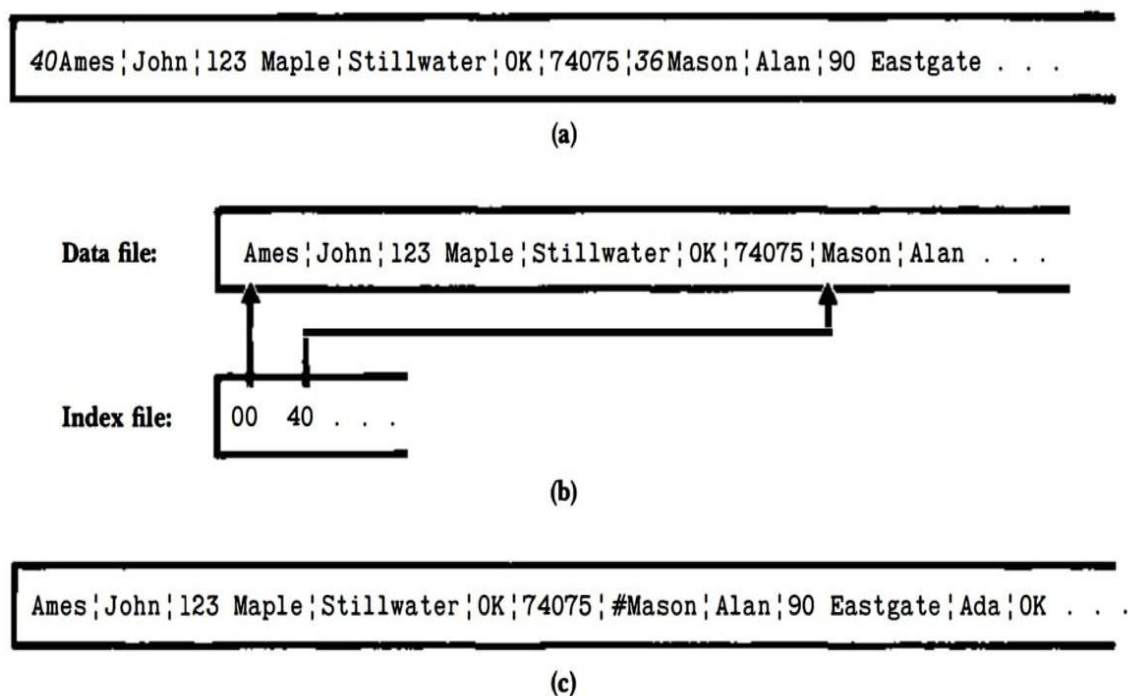 40Ames¦John¦123 Maple¦Stillwater¦OK¦74075¦36Mason¦Alan¦90 Eastgate . . .
(a)
Data file: Ames¦John¦123 Maple¦Stillwater¦OK¦74075¦Mason¦Alan . . .
Index file: 00 40 . . .
(b)
Ames¦John¦123 Maple¦Stillwater¦OK¦74075¦#Mason¦Alan¦90 Eastgate¦Ada¦OK . . .
(c)